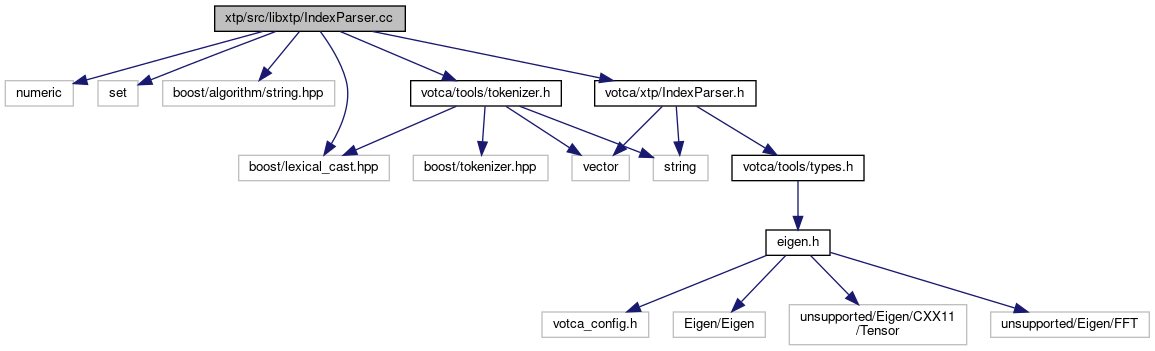 xtp/src/libxtp/IndexParser.cc
numeric
set
boost/algorithm/string.hpp
votca/tools/tokenizer.h
votca/xtp/IndexParser.h
boost/lexical_cast.hpp
boost/tokenizer.hpp
vector
string
votca/tools/types.h
eigen.h
votca_config.h
Eigen/Eigen
unsupported/Eigen/CXX11
/Tensor
unsupported/Eigen/FFT